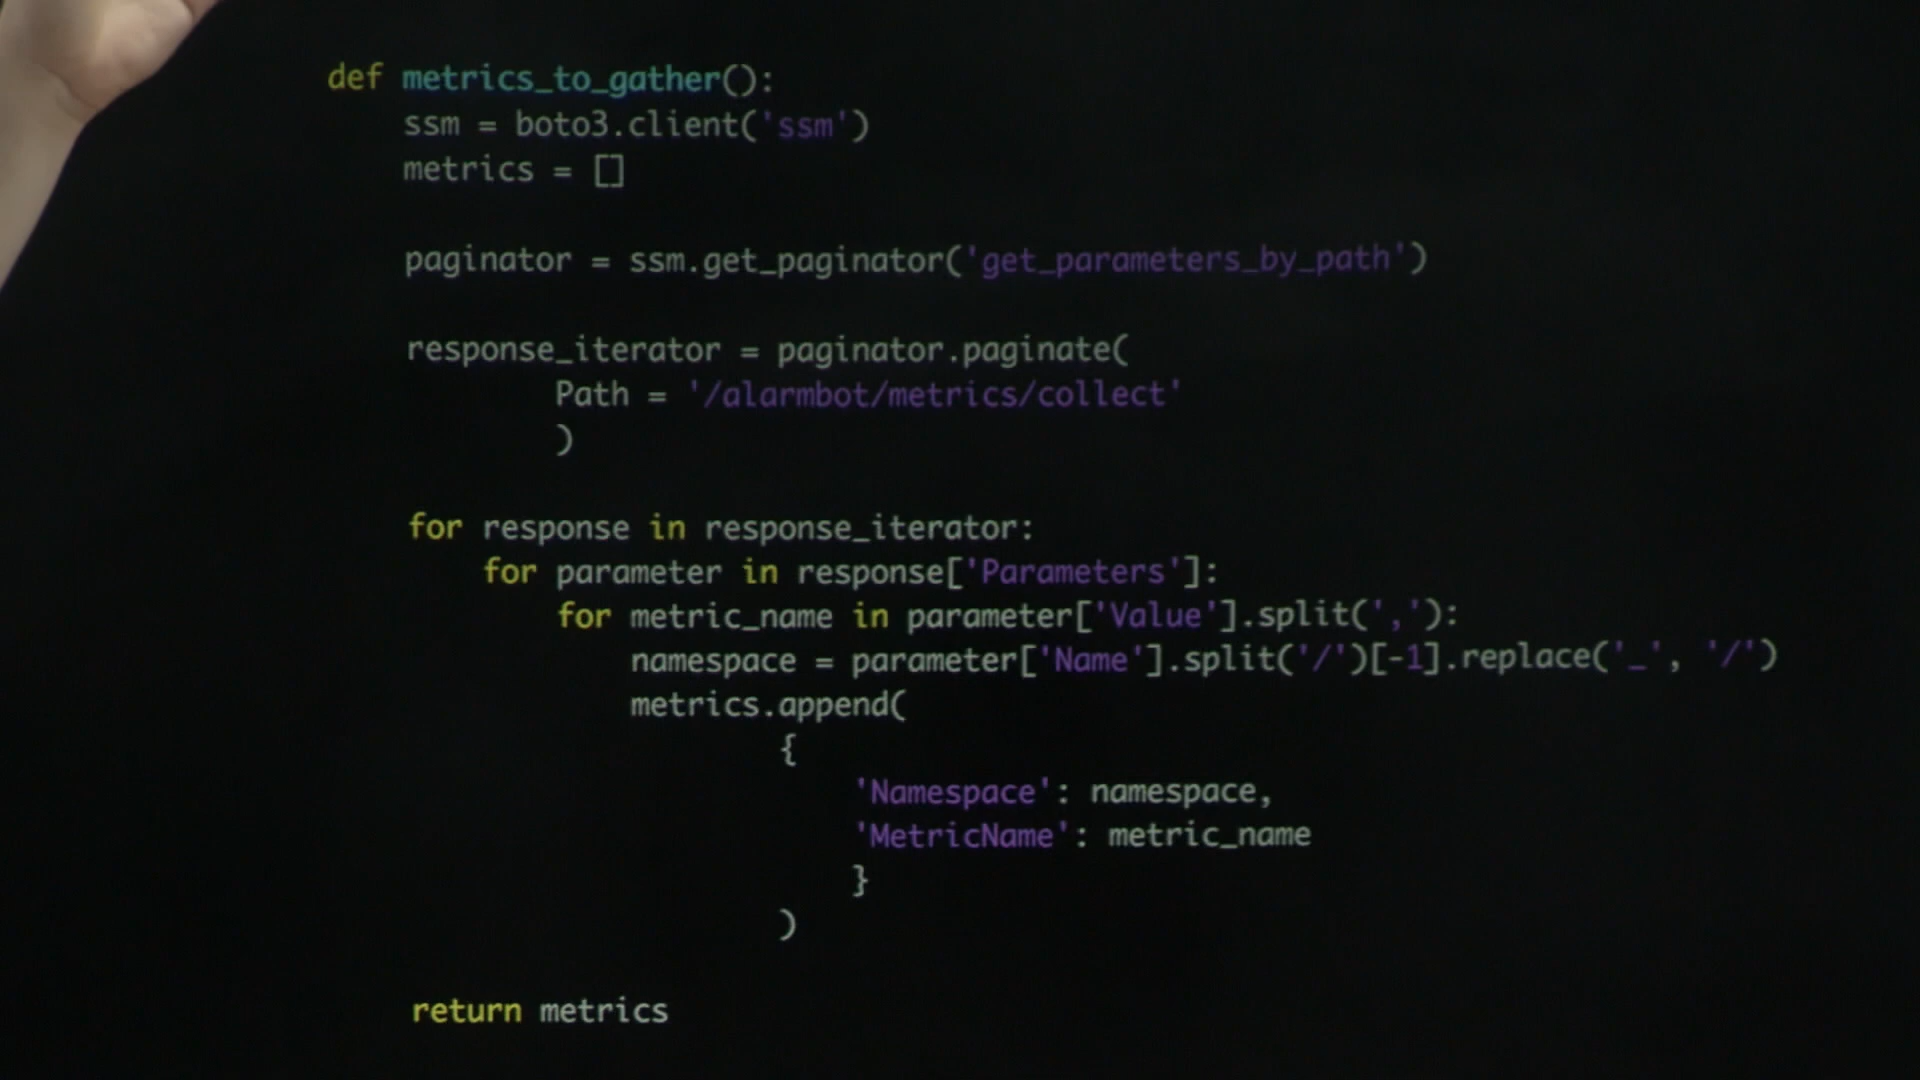 def metrics_to_gather():
    ssm = boto3.client('ssm')
    metrics = []
    paginator = ssm.get_paginator('get_parameters_by_path')
    response_iterator = paginator.paginate(
            Path = '/alarmbot/metrics/collect'
            )
    for response in response_iterator:
        for parameter in response['Parameters']:
            for metric_name in parameter['Value'].split(','):
                namespace = parameter['Name'].split('/')[-1].replace('_', '/')
                metrics.append(
                        {
                            'Namespace': namespace,
                            'MetricName': metric_name
                            }
                        )
    return metrics